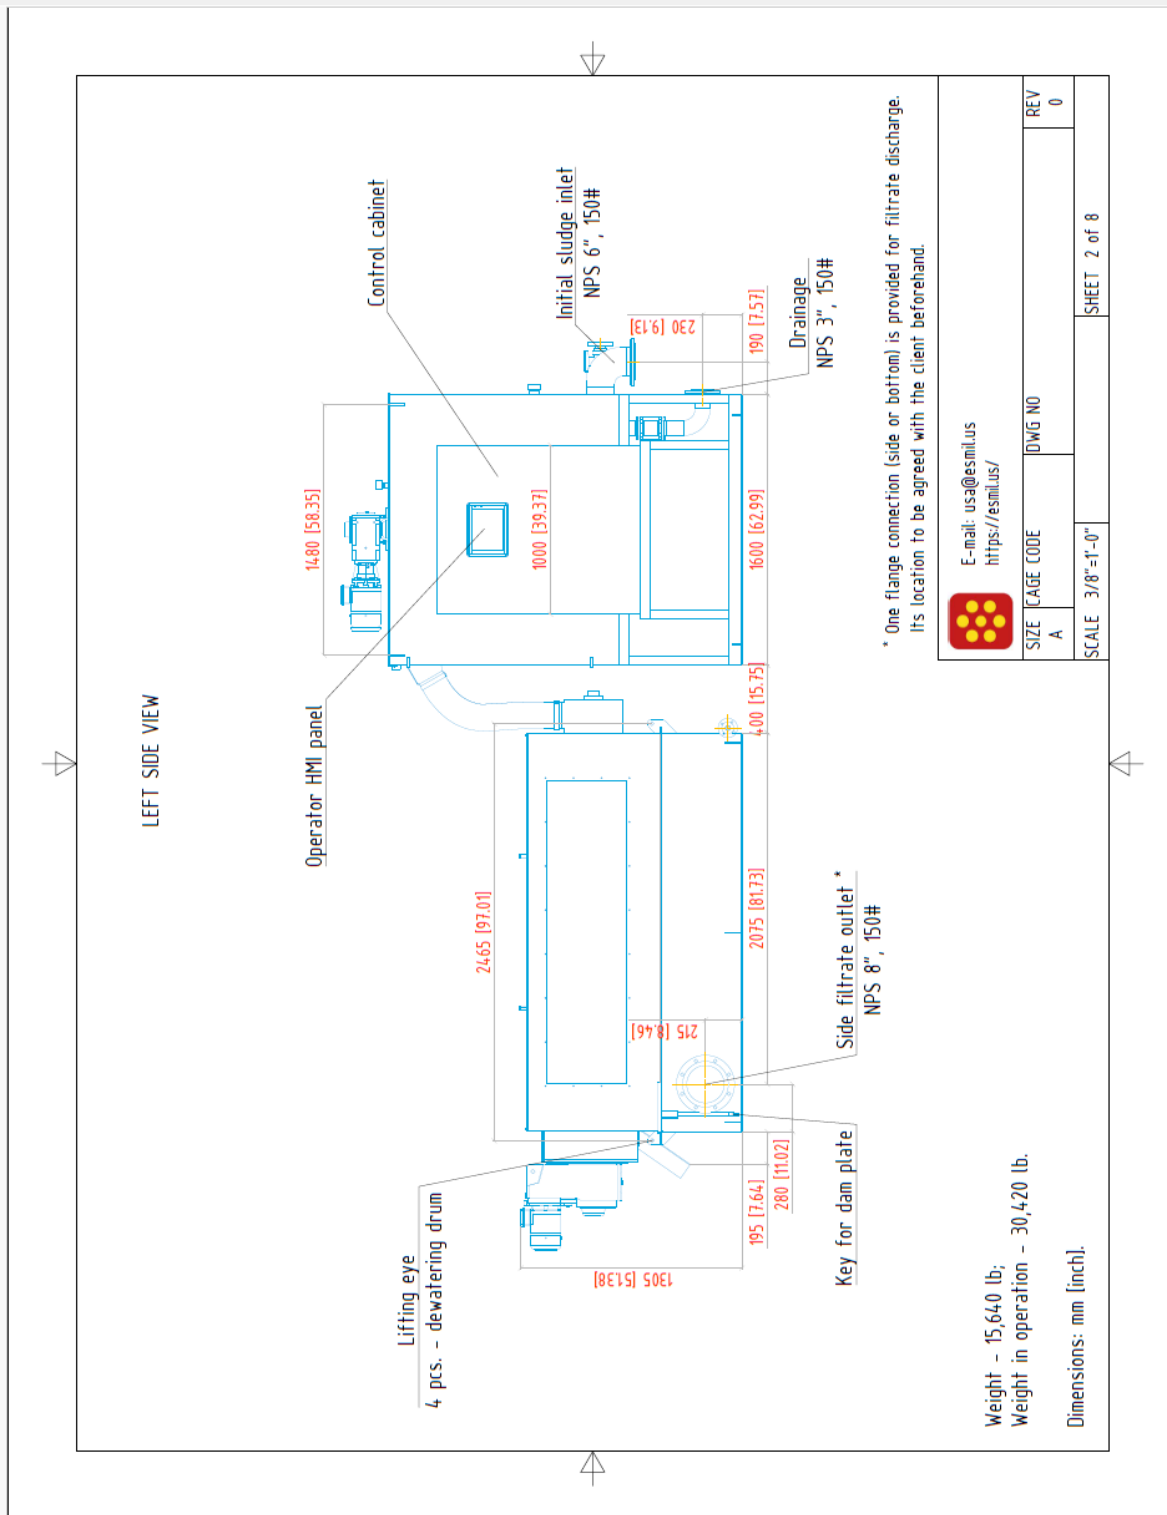 LEFT SIDE VIEW
Lifting eye
4 pcs. - dewatering drum
Operator HMI panel
Control cabinet
Initial sludge inlet
NPS 6", 150#
Drainage
NPS 3", 150#
1480 [58.35]
1000 [39.37]
2465 [97.01]
230 [9.13]
190 [7.57]
1600 [62.99]
400 [15.75]
2075 [81.73]
215 [8.46]
195 [7.64]
280 [11.02]
1305 [51.38]
Key for dam plate
Side filtrate outlet *
NPS 8", 150#
* One flange connection (side or bottom) is provided for filtrate discharge.
Its location to be agreed with the client beforehand.
Weight - 15,640 lb;
Weight in operation - 30,420 lb.
Dimensions: mm [inch].
E-mail: usa@esmil.us
https://esmil.us/
SIZE CAGE CODE DWG NO REV
A 0
SCALE 3/8"=1'-0" SHEET 2 of 8